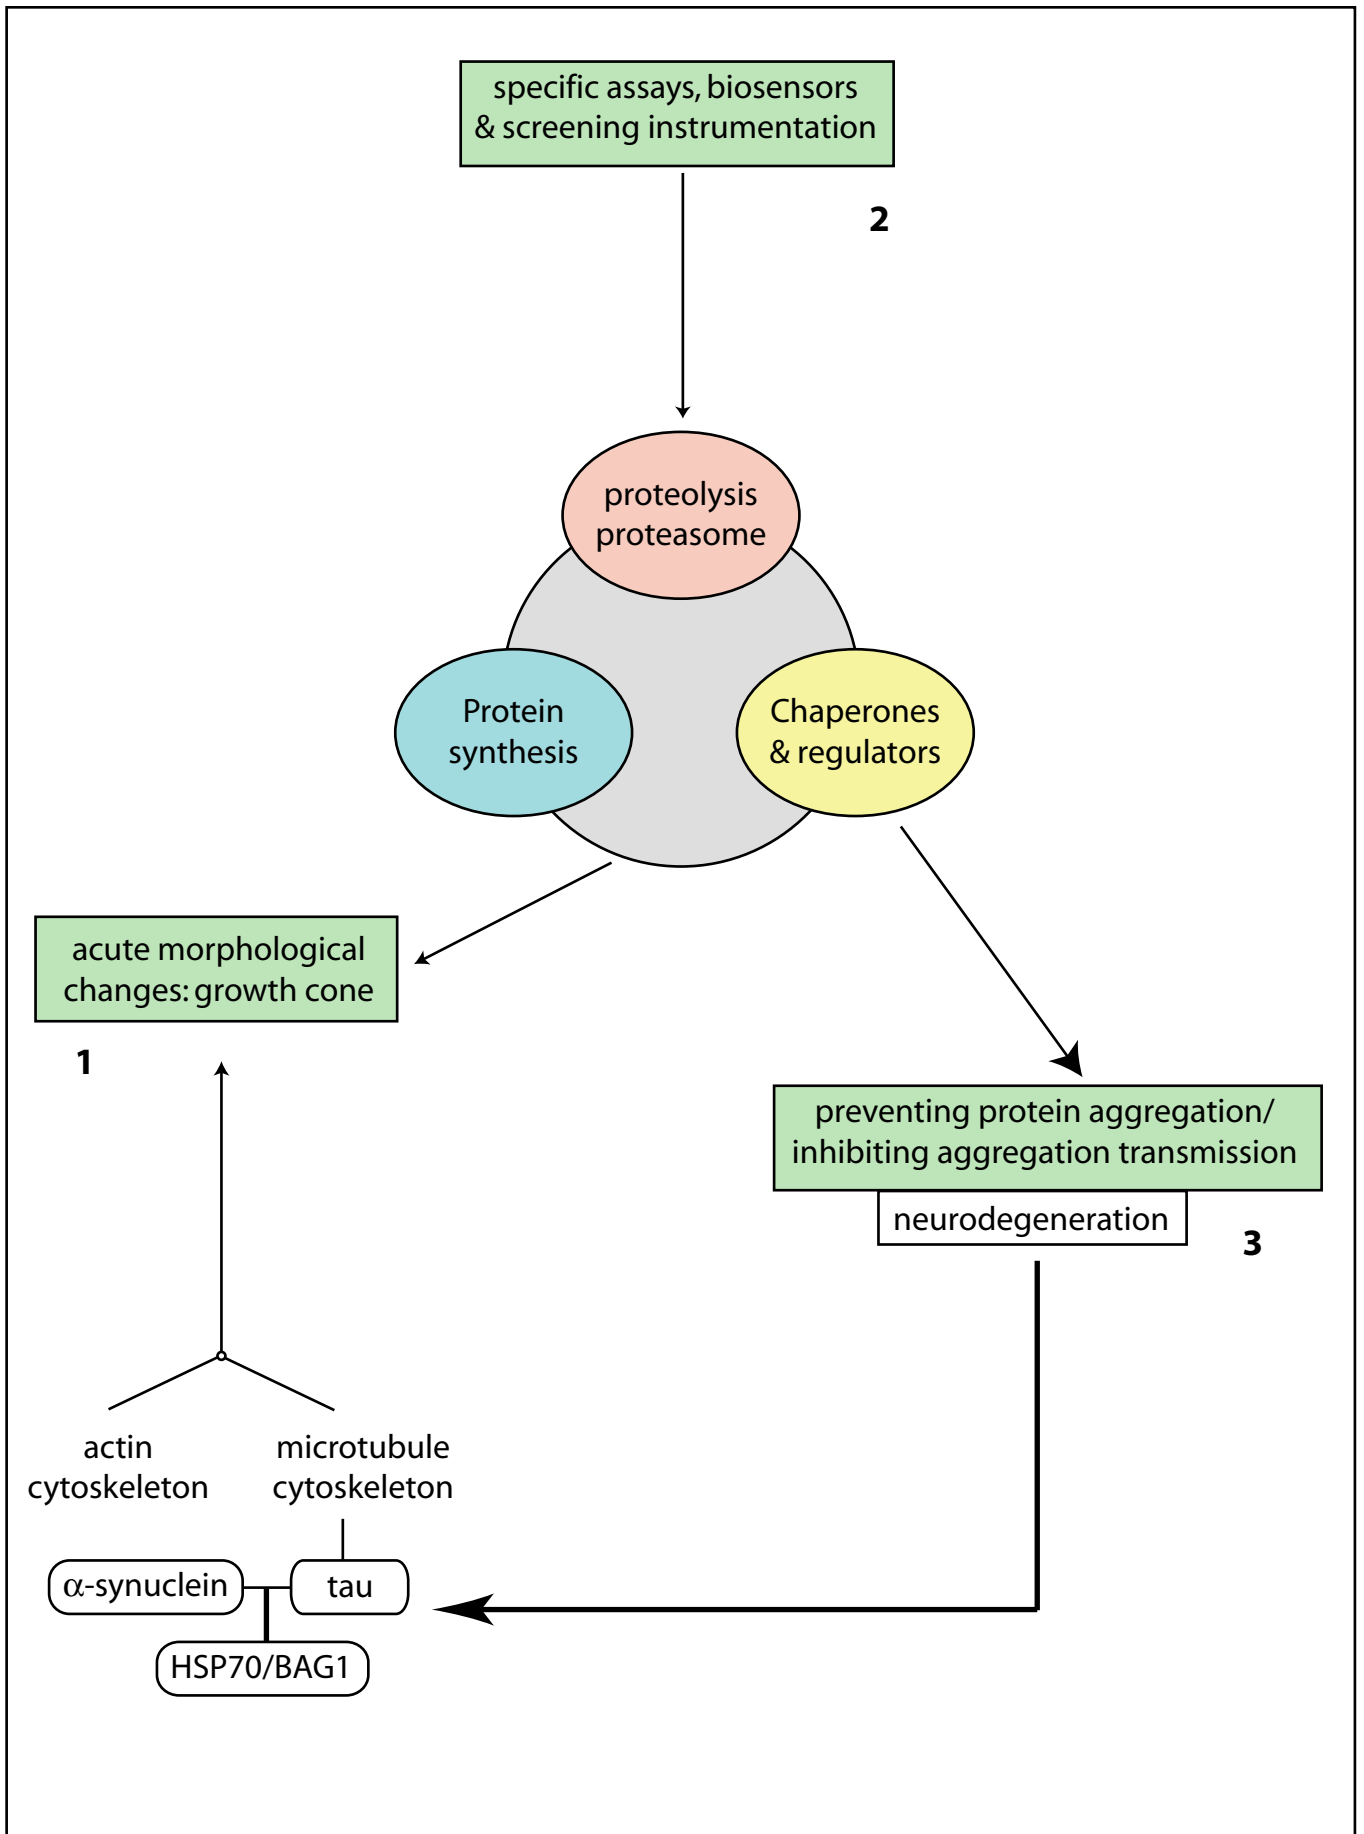 specific assays, biosensors
& screening instrumentation
2
proteolysis
proteasome
Protein
synthesis
Chaperones
& regulators
acute morphological
changes: growth cone
1
preventing protein aggregation/
inhibiting aggregation transmission
neurodegeneration
3
actin
cytoskeleton
microtubule
cytoskeleton
α-synuclein
tau
HSP70/BAG1